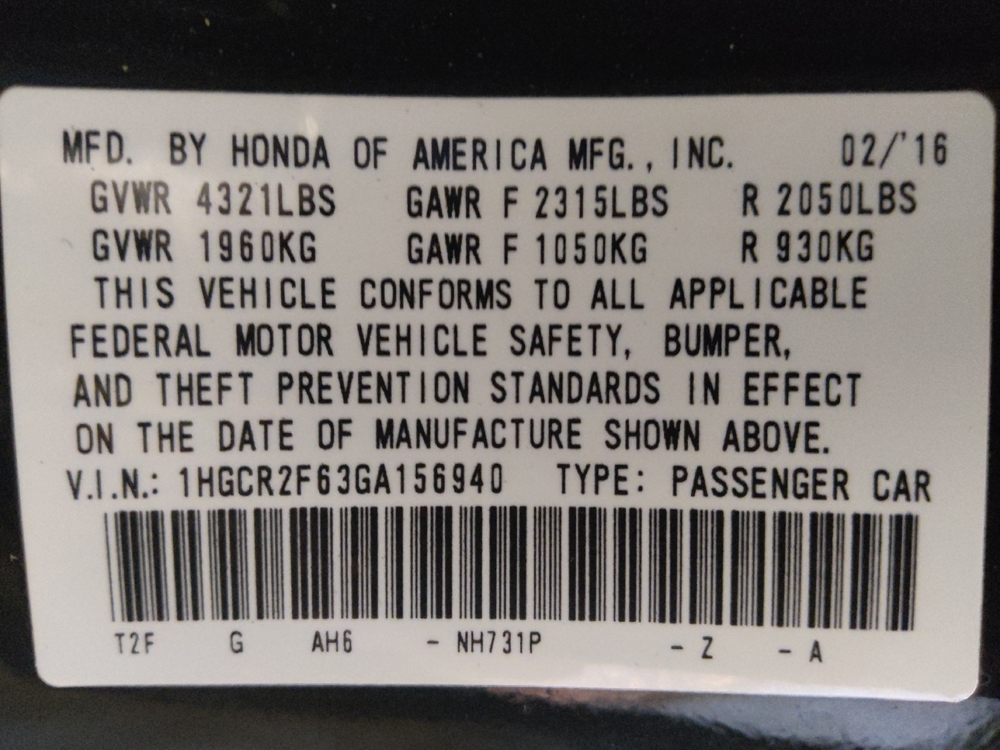 MFD. BY HONDA OF AMERICA MFG., INC. 02/'16
GVWR 4321LBS GAWR F 2315LBS R 2050LBS
GVWR 1960KG GAWR F 1050KG R 930KG
THIS VEHICLE CONFORMS TO ALL APPLICABLE
FEDERAL MOTOR VEHICLE SAFETY, BUMPER,
AND THEFT PREVENTION STANDARDS IN EFFECT
ON THE DATE OF MANUFACTURE SHOWN ABOVE.
V.I.N.: 1HGCR2F63GA156940 TYPE: PASSENGER CAR
T2F G AH6 - NH731P - Z - A